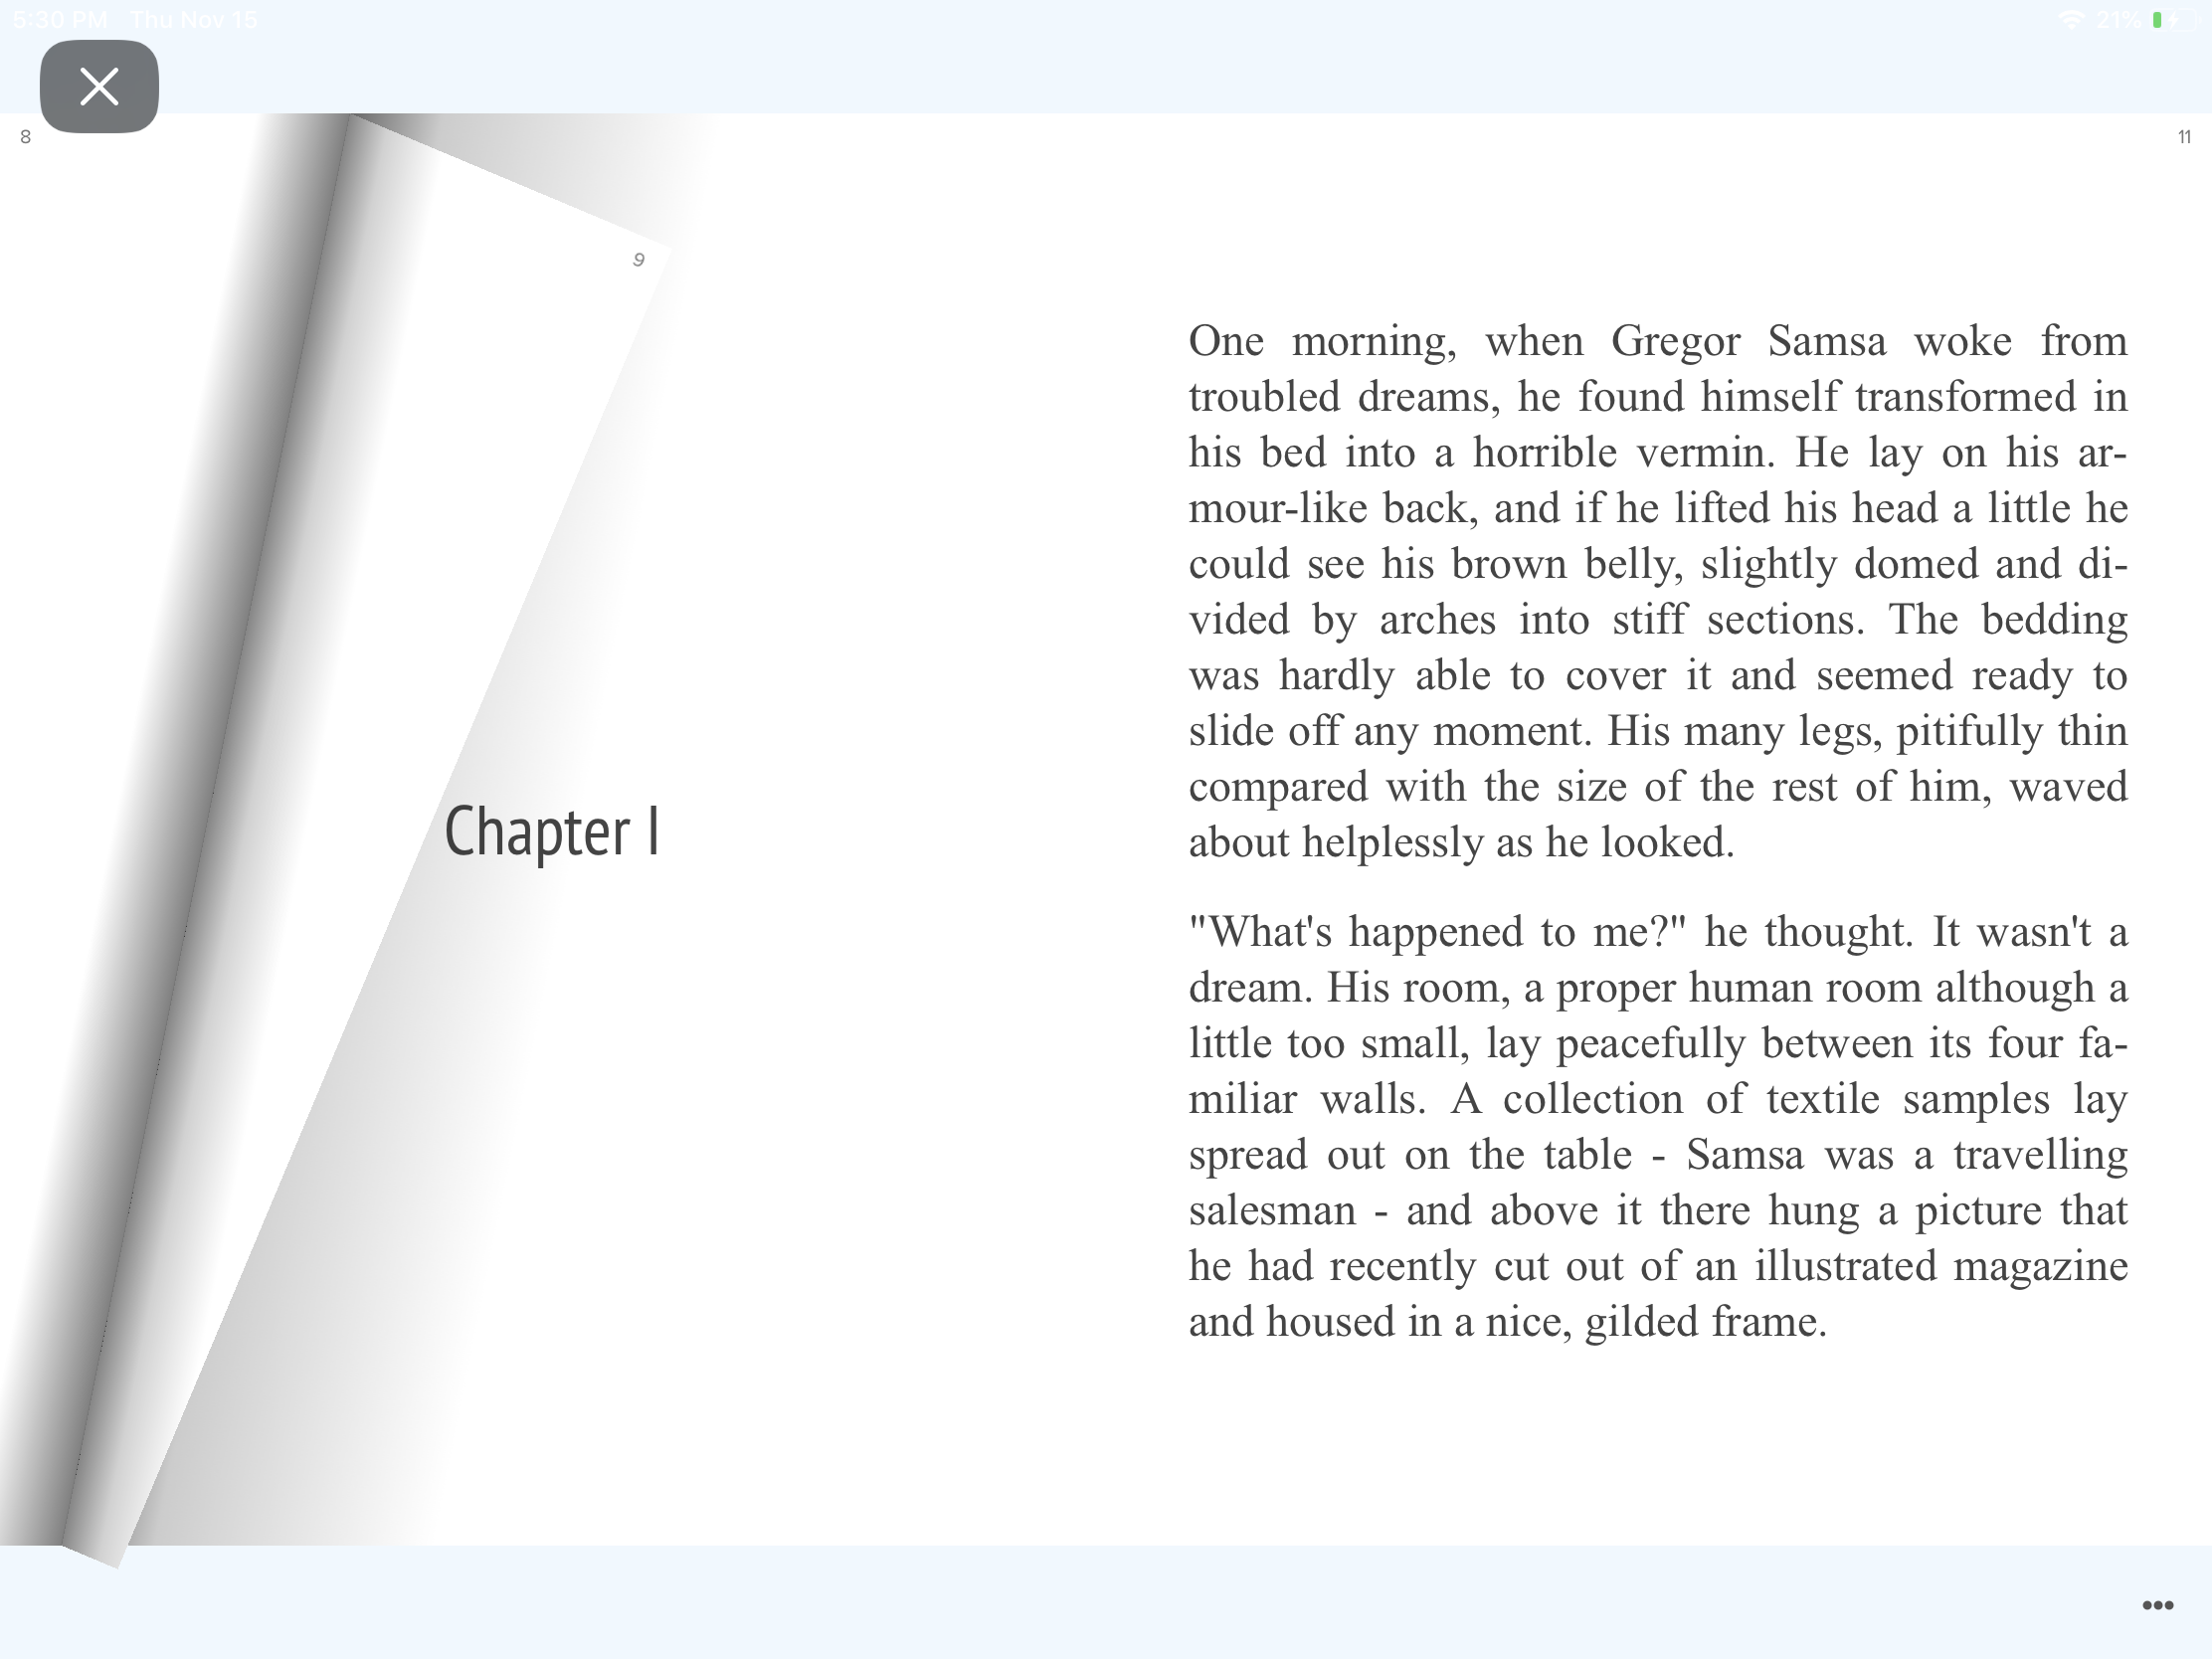 5:30 PM Thu Nov 15
21%
8
11
9
Chapter I
One morning, when Gregor Samsa woke from
troubled dreams, he found himself transformed in
his bed into a horrible vermin. He lay on his ar-
mour-like back, and if he lifted his head a little he
could see his brown belly, slightly domed and di-
vided by arches into stiff sections. The bedding
was hardly able to cover it and seemed ready to
slide off any moment. His many legs, pitifully thin
compared with the size of the rest of him, waved
about helplessly as he looked.
"What's happened to me?" he thought. It wasn't a
dream. His room, a proper human room although a
little too small, lay peacefully between its four fa-
miliar walls. A collection of textile samples lay
spread out on the table - Samsa was a travelling
salesman - and above it there hung a picture that
he had recently cut out of an illustrated magazine
and housed in a nice, gilded frame.